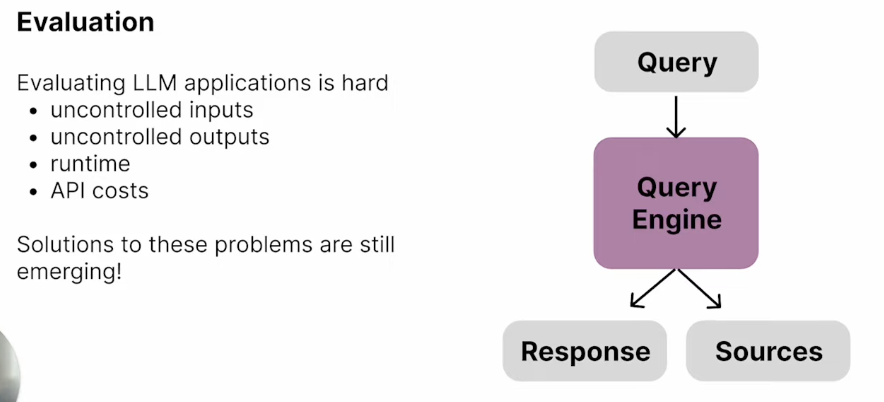 Evaluation
Evaluating LLM applications is hard
• uncontrolled inputs
• uncontrolled outputs
• runtime
• API costs
Solutions to these problems are still
emerging!
Query
Query
Engine
Response
Sources